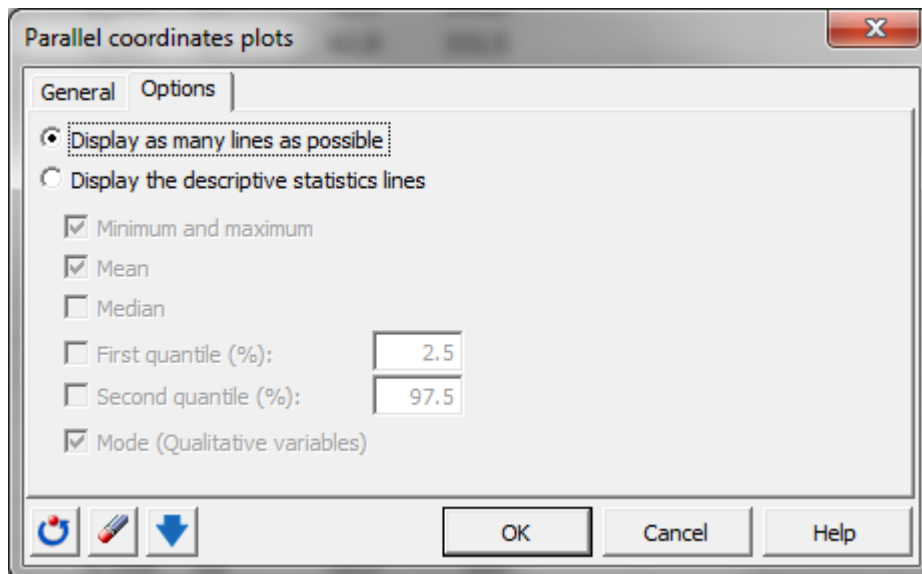 Parallel coordinates plots
General Options
Display as many lines as possible
Display the descriptive statistics lines
Minimum and maximum
Mean
Median
First quantile (%): 2.5
Second quantile (%): 97.5
Mode (Qualitative variables)
OK Cancel Help